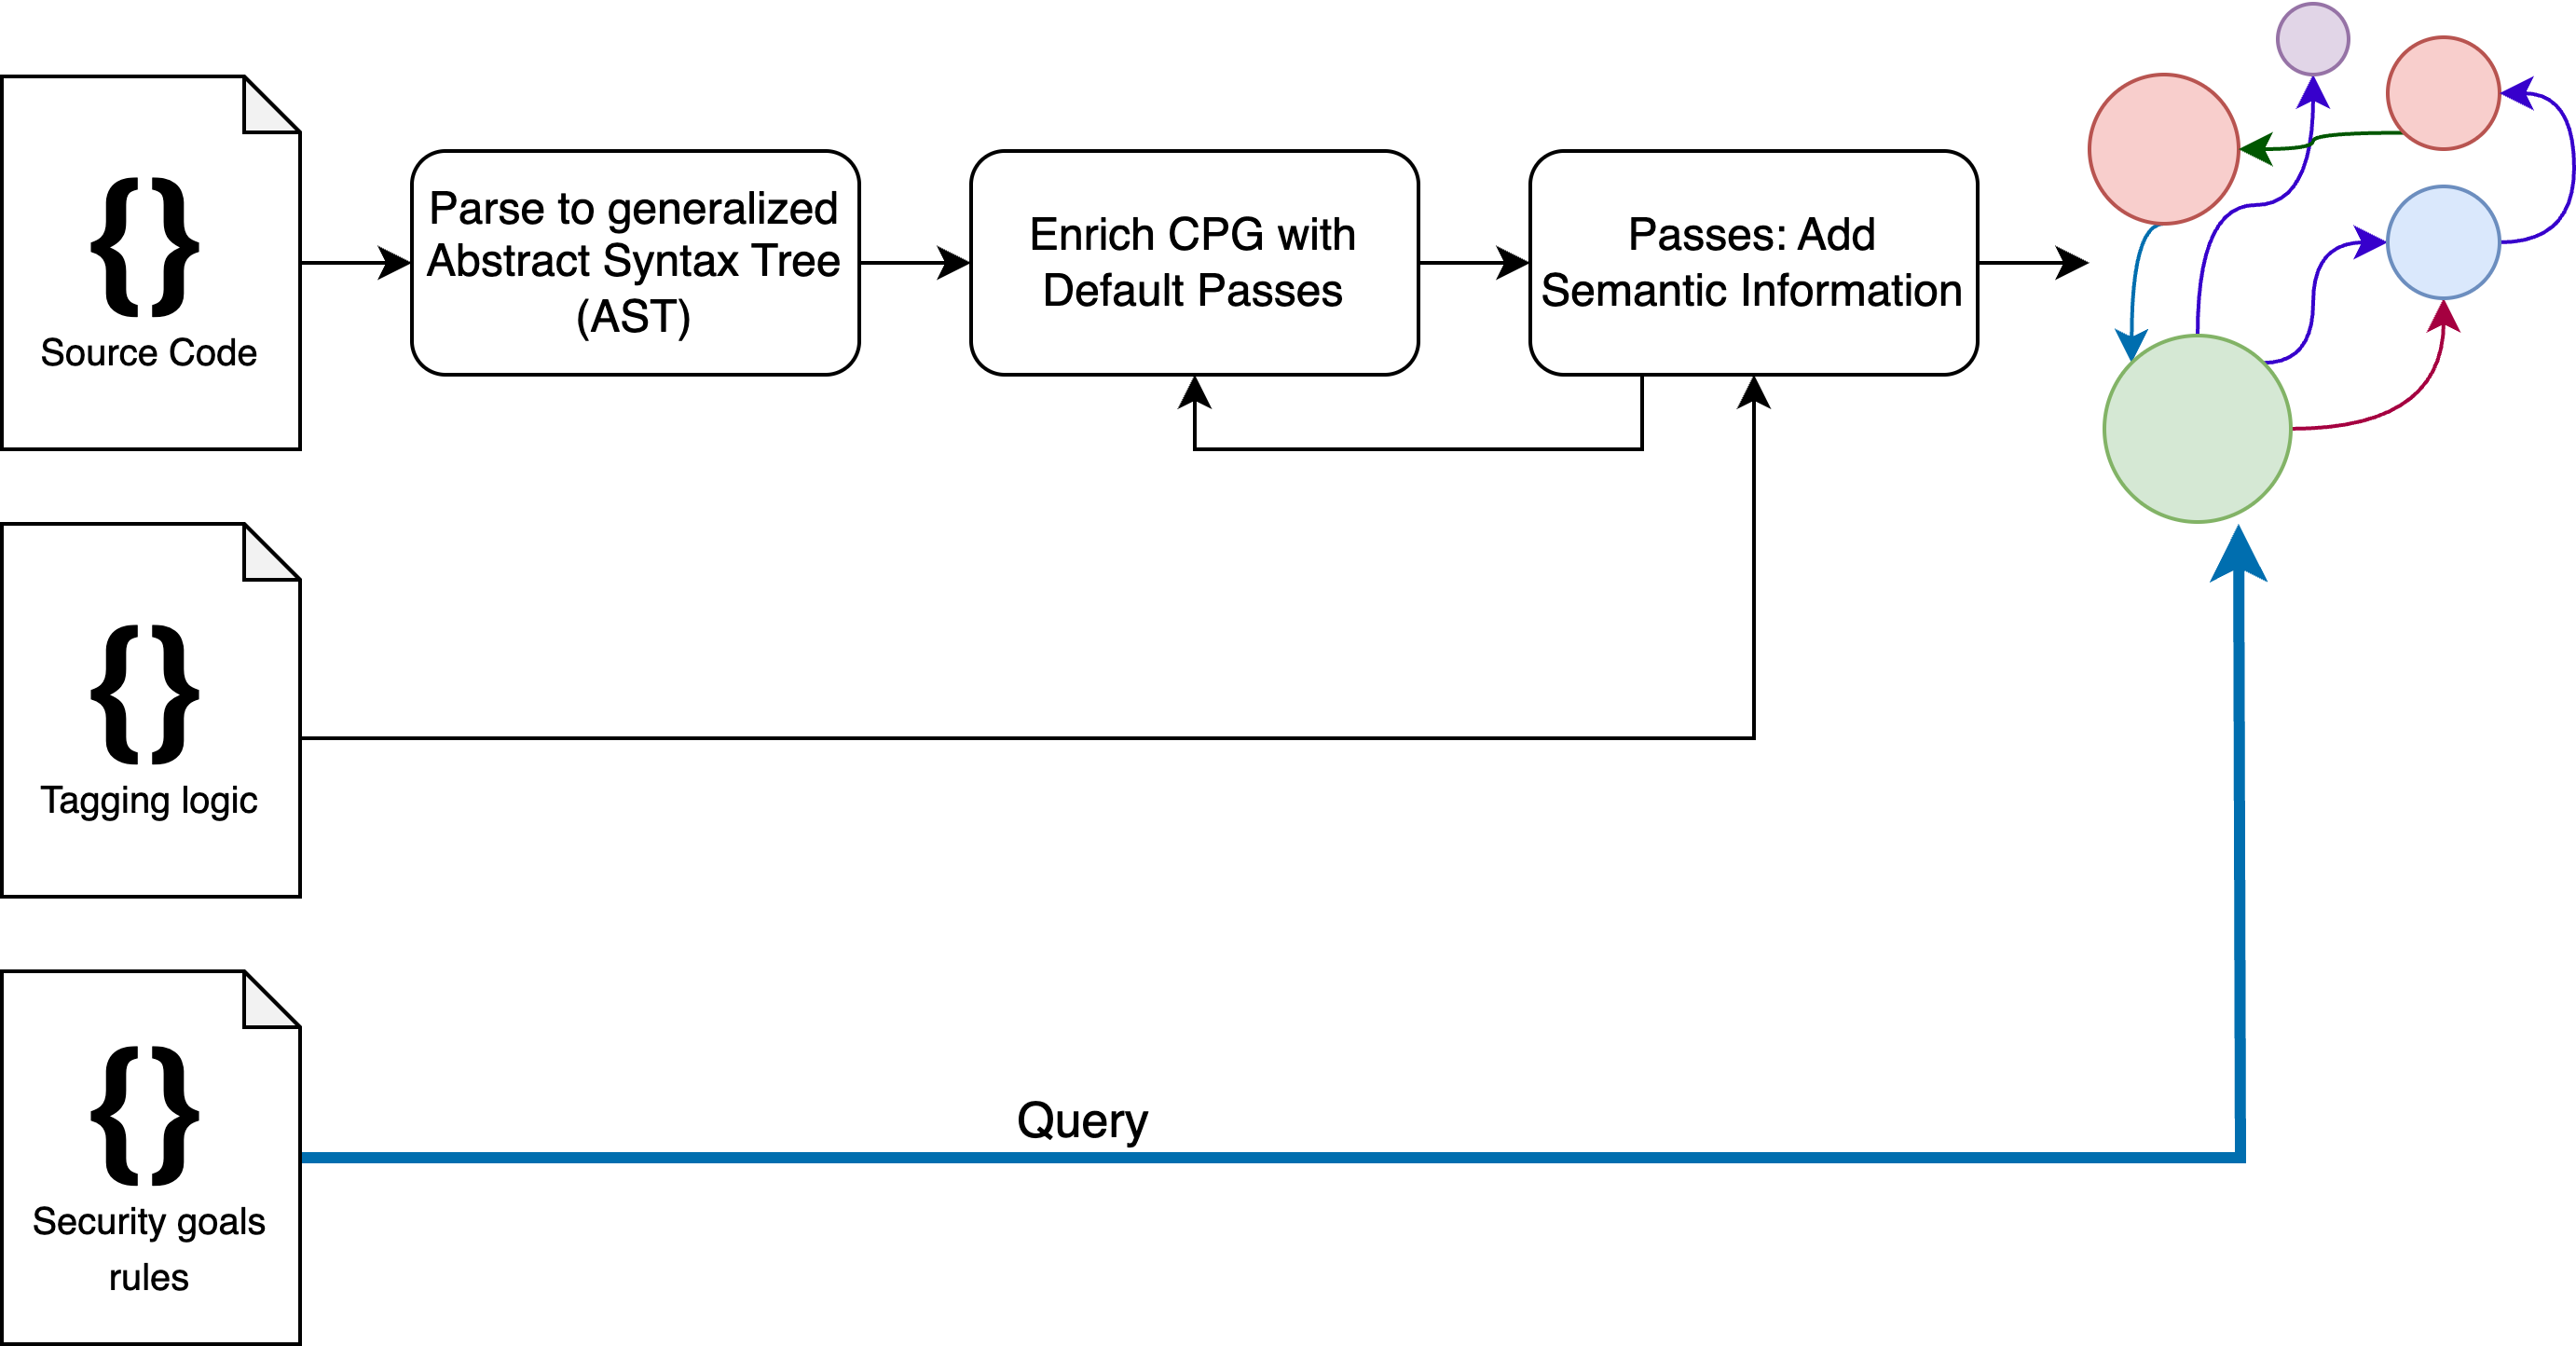 {}
Source Code
Parse to generalized
Abstract Syntax Tree
(AST)
Enrich CPG with
Default Passes
Passes: Add
Semantic Information
{}
Tagging logic
{}
Security goals
rules
Query